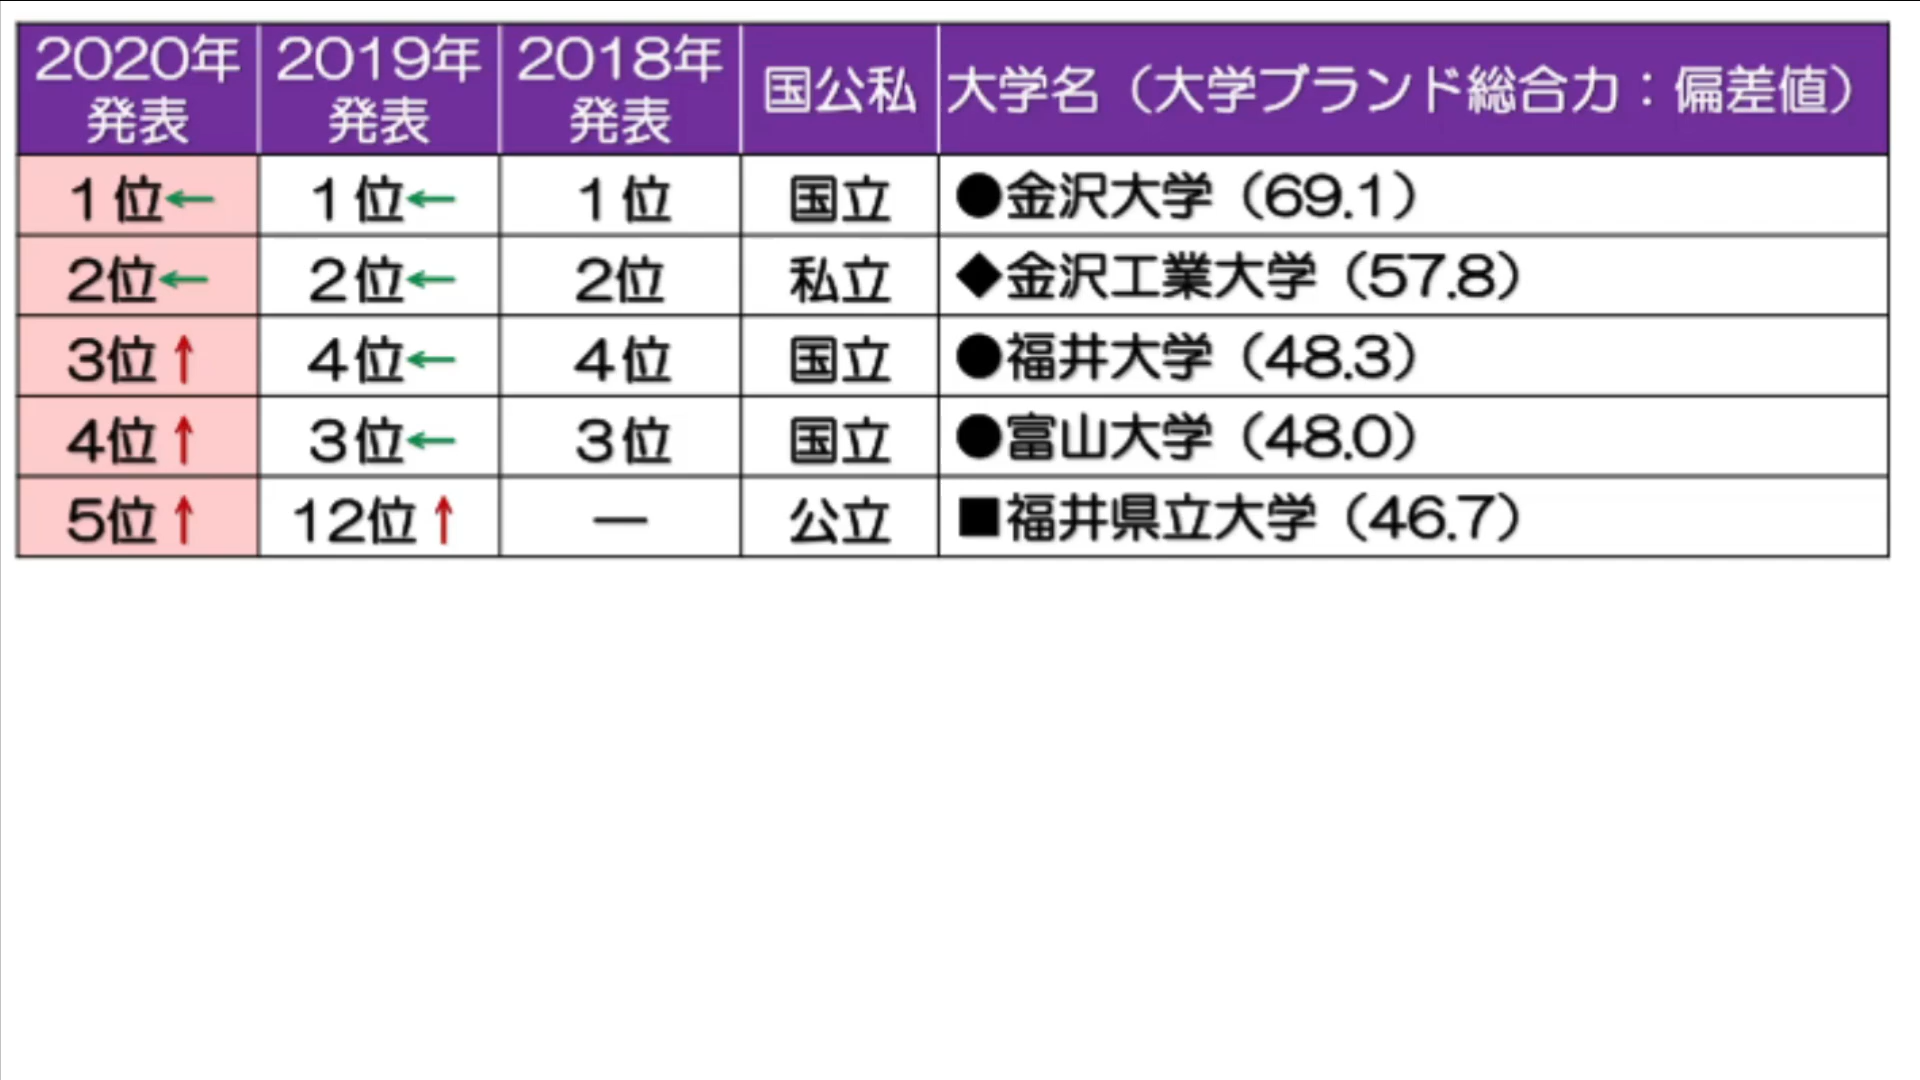 2020年発表 2019年発表 2018年発表 国公私 大学名（大学ブランド総合力：偏差値）
1位← 1位← 1位 国立 ●金沢大学（69.1）
2位← 2位← 2位 私立 ◆金沢工業大学（57.8）
3位↑ 4位← 4位 国立 ●福井大学（48.3）
4位↑ 3位← 3位 国立 ●富山大学（48.0）
5位↑ 12位↑ — 公立 ■福井県立大学（46.7）